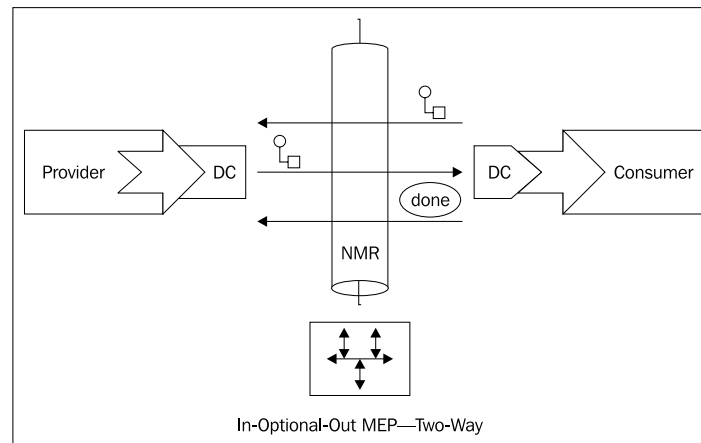 Provider
DC
DC
Consumer
done
NMR
In-Optional-Out MEP—Two-Way